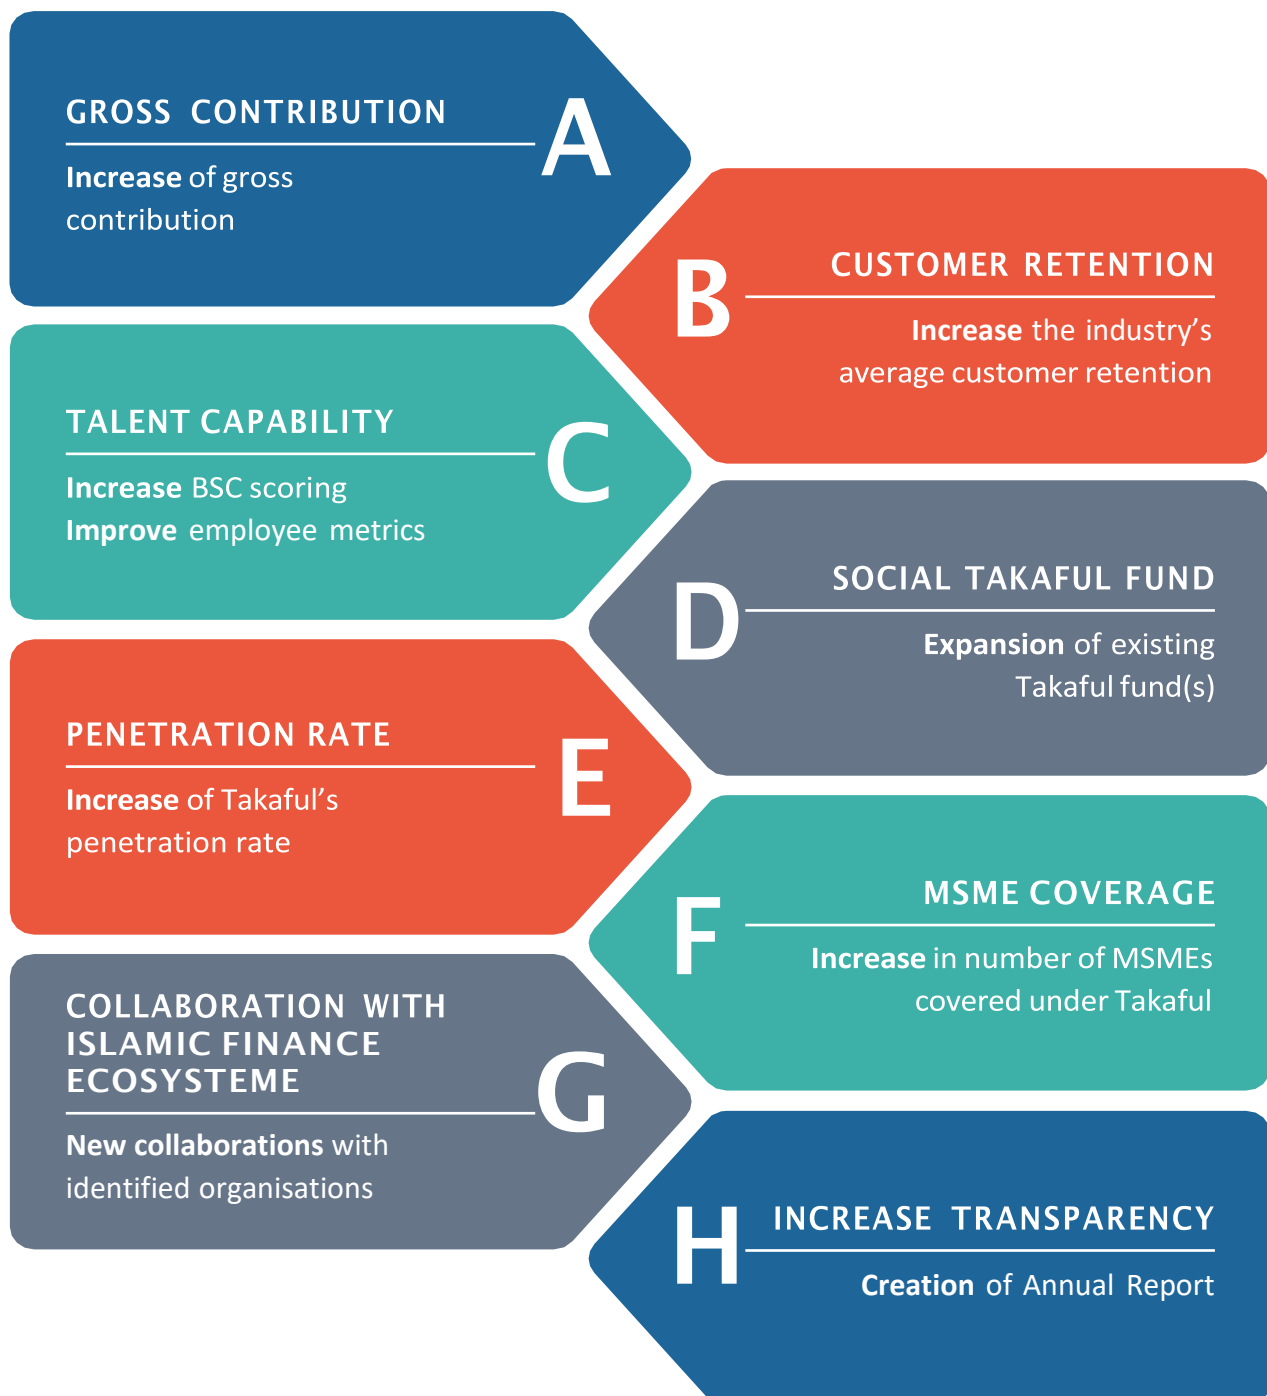 GROSS CONTRIBUTION
A
Increase of gross
contribution
CUSTOMER RETENTION
B
Increase the industry’s
average customer retention
TALENT CAPABILITY
C
Increase BSC scoring
Improve employee metrics
SOCIAL TAKAFUL FUND
D
Expansion of existing
Takaful fund(s)
PENETRATION RATE
E
Increase of Takaful’s
penetration rate
MSME COVERAGE
F
Increase in number of MSMEs
covered under Takaful
COLLABORATION WITH
ISLAMIC FINANCE
ECOSYSTEME
G
New collaborations with
identified organisations
INCREASE TRANSPARENCY
H
Creation of Annual Report